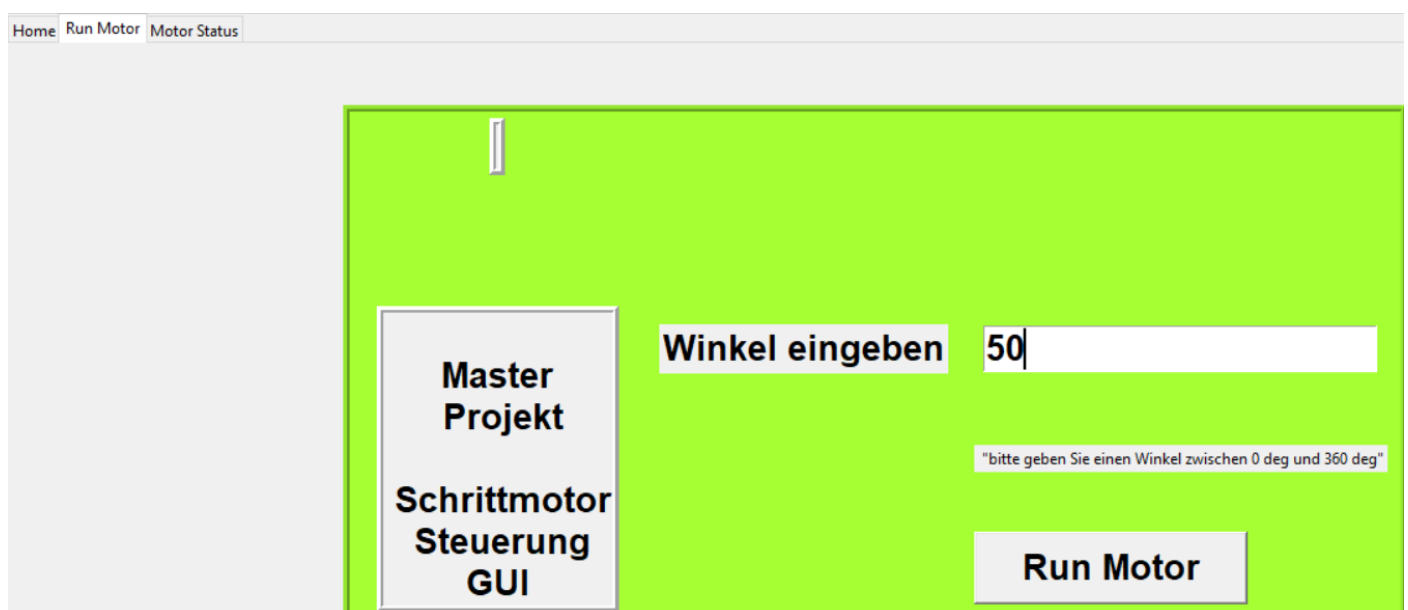 Home Run Motor Motor Status
Winkel eingeben 50
Master
Projekt
"bitte geben Sie einen Winkel zwischen 0 deg und 360 deg"
Schrittmotor
Steuerung
GUI
Run Motor